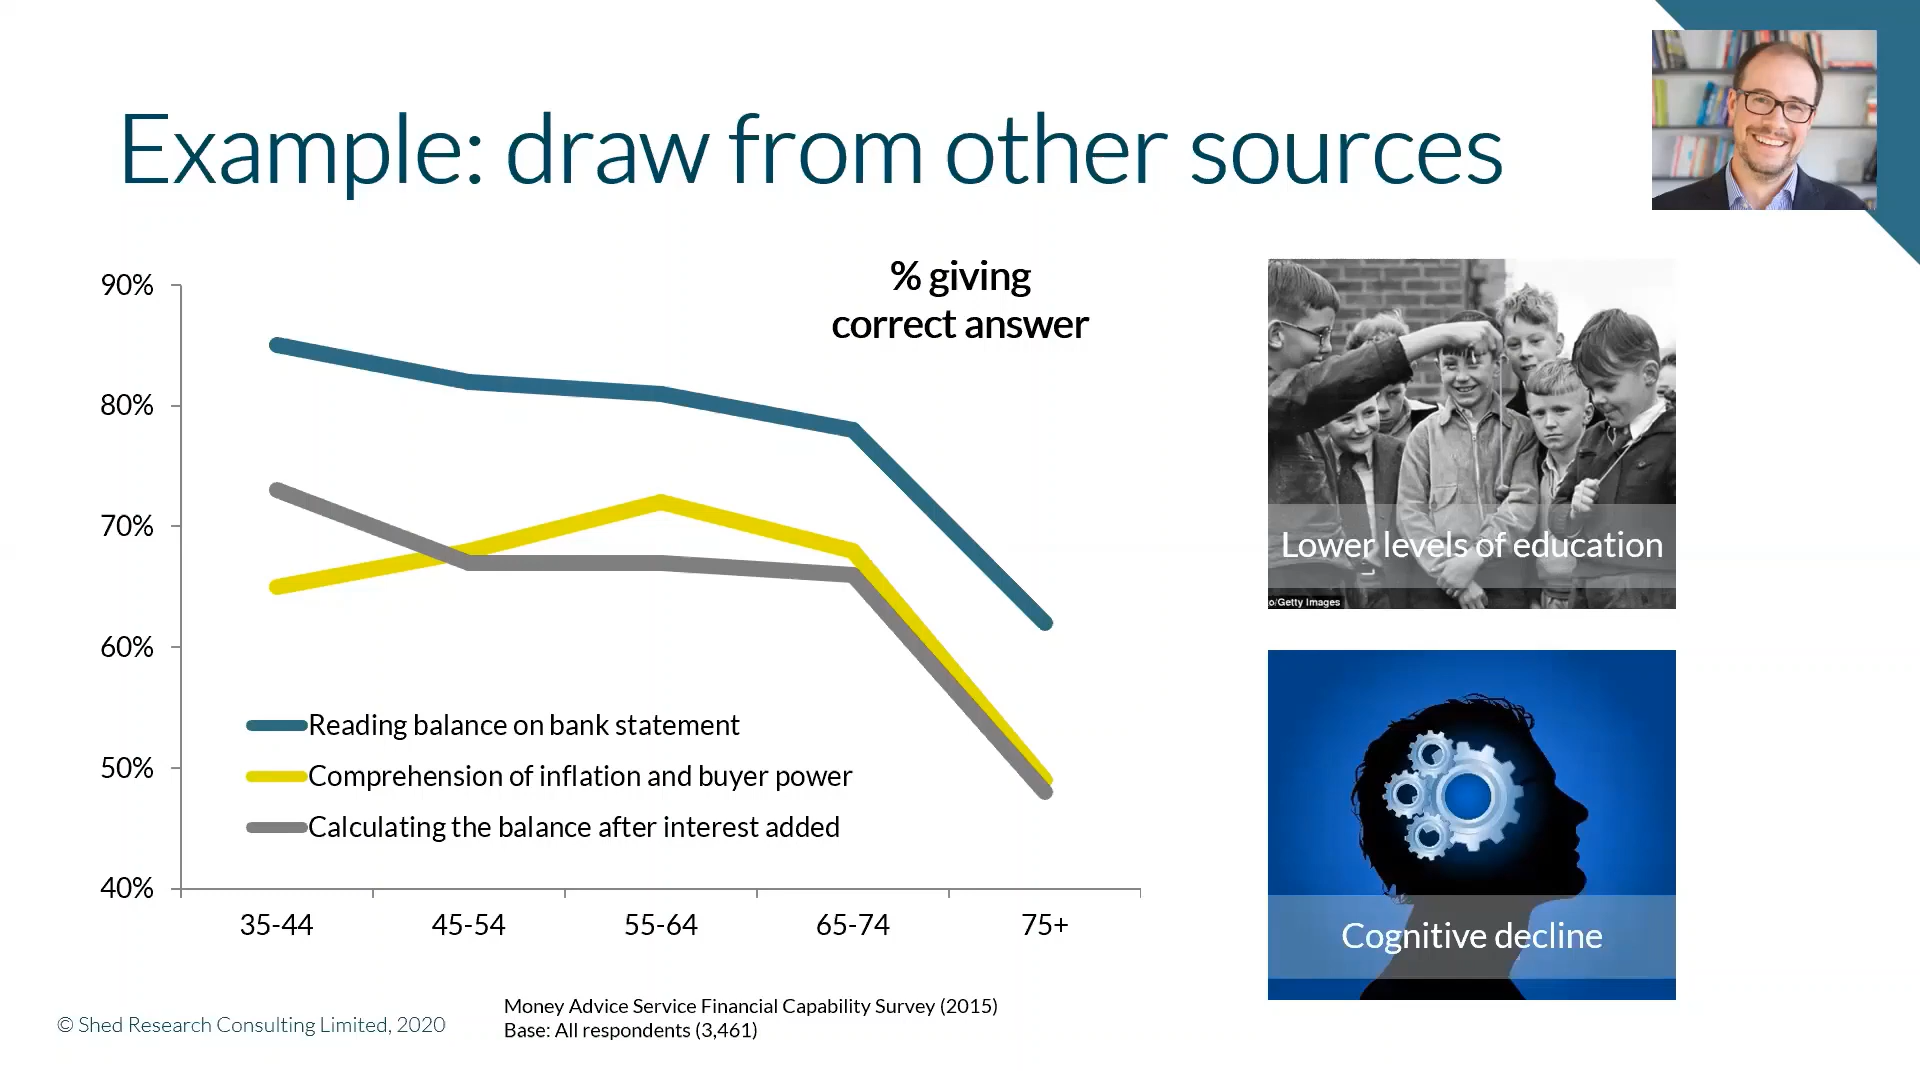 Example: draw from other sources
% giving
correct answer
90%
80%
70%
60%
50%
40%
Reading balance on bank statement
Comprehension of inflation and buyer power
Calculating the balance after interest added
35-44
45-54
55-64
65-74
75+
Lower levels of education
o/Getty Images
Cognitive decline
Money Advice Service Financial Capability Survey (2015)
Base: All respondents (3,461)
© Shed Research Consulting Limited, 2020